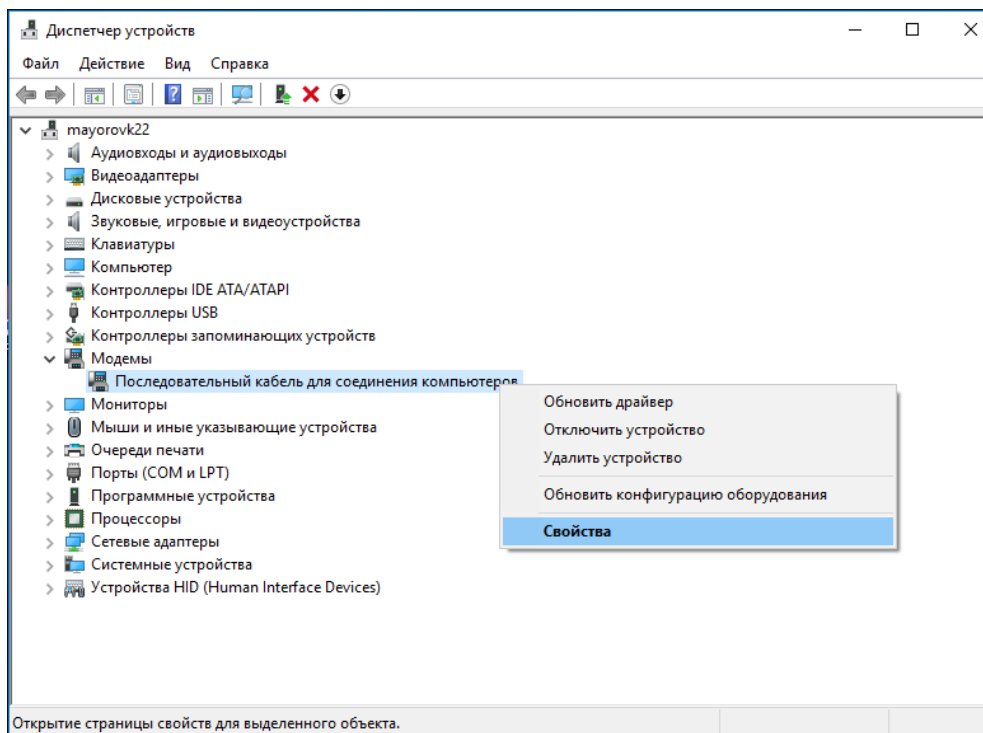 Диспетчер устройств
Файл Действие Вид Справка
mayorovk22
Аудиовходы и аудиовыходы
Видеоадаптеры
Дисковые устройства
Звуковые, игровые и видеоустройства
Клавиатуры
Компьютер
Контроллеры IDE ATA/ATAPI
Контроллеры USB
Контроллеры запоминающих устройств
Модемы
Последовательный кабель для соединения компьютеров
Мониторы
Мыши и иные указывающие устройства
Очереди печати
Порты (COM и LPT)
Программные устройства
Процессоры
Сетевые адаптеры
Системные устройства
Устройства HID (Human Interface Devices)
Обновить драйвер
Отключить устройство
Удалить устройство
Обновить конфигурацию оборудования
Свойства
Открытие страницы свойств для выделенного объекта.